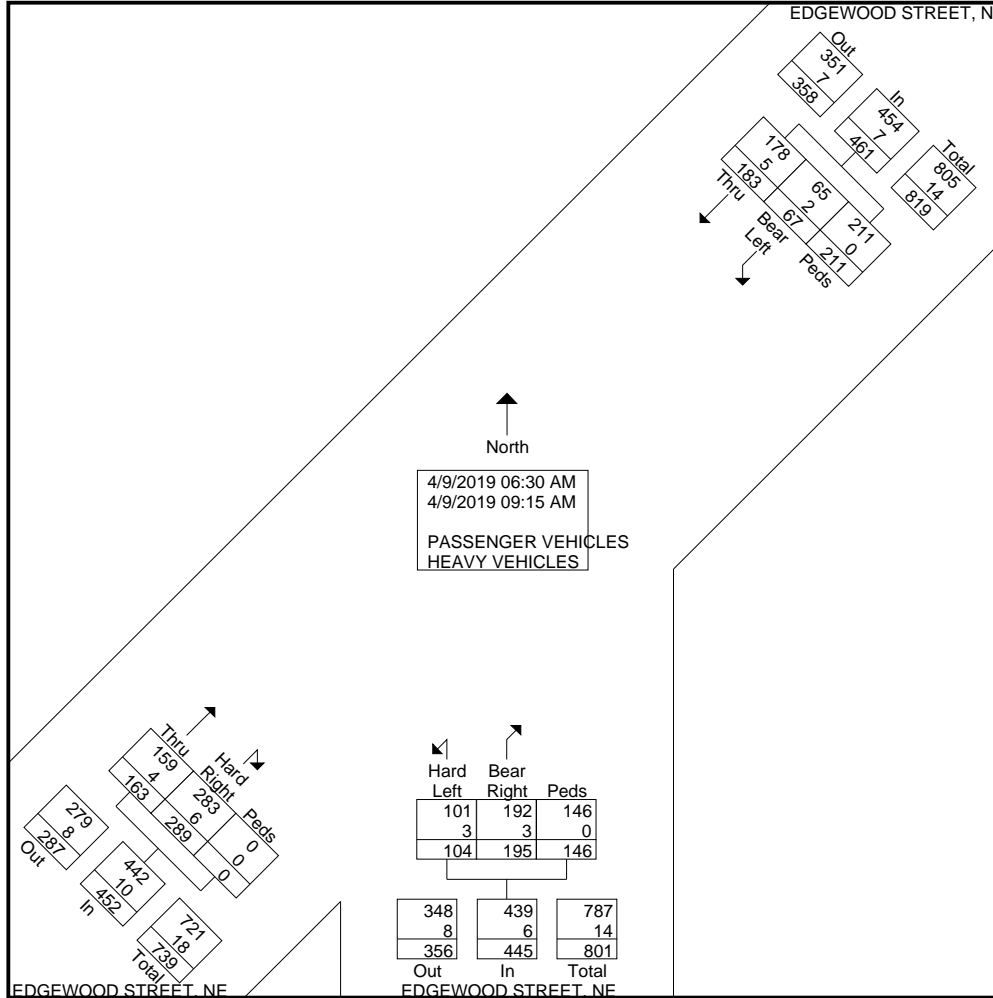 EDGEWOOD STREET, N
Out
351
7
358
In
454
7
461
Total
805
14
819
178
5
183
Thru
65
2
67
Bear
Left
211
0
211
Peds
North
4/9/2019 06:30 AM
4/9/2019 09:15 AM
PASSENGER VEHICLES
HEAVY VEHICLES
Thru
159
4
163
Hard
Right
283
6
289
Peds
0
0
0
279
8
287
Out
442
10
452
In
721
18
739
Total
EDGEWOOD STREET, NE
Hard Bear
Left Right Peds
101 192 146
3 3 0
104 195 146
348 439 787
8 6 14
356 445 801
Out In Total
EDGEWOOD STREET, NE